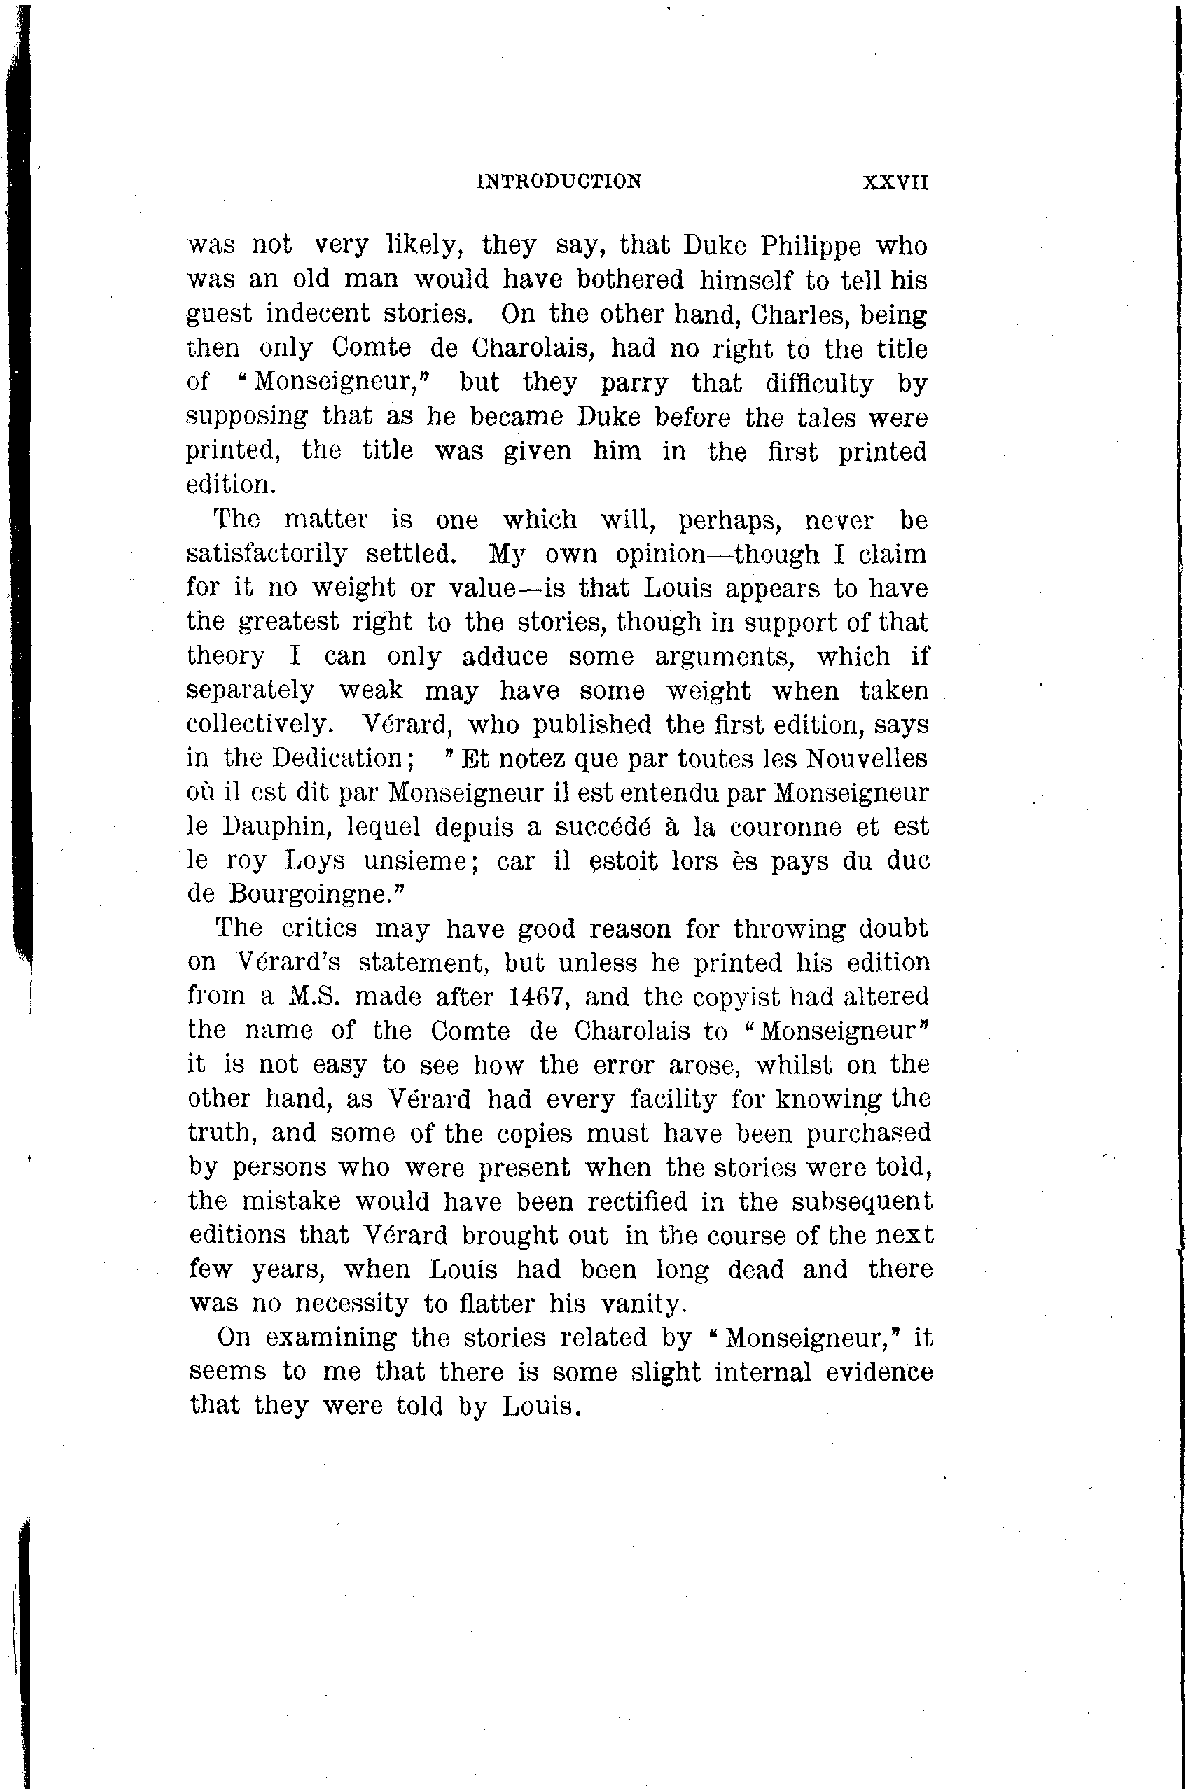 INTRODUCTION XXVII
was not very likely, they say, that Duke Philippe who
was an old man would have bothered himself to tell his
guest indecent stories. On the other hand, Charles, being
then only Comte de Charolais, had no right to the title
of "Monseigneur," but they parry that difficulty by
supposing that as he became Duke before the tales were
printed, the title was given him in the first printed
edition.
The matter is one which will, perhaps, never be
satisfactorily settled. My own opinion—though I claim
for it no weight or value—is that Louis appears to have
the greatest right to the stories, though in support of that
theory I can only adduce some arguments, which if
separately weak may have some weight when taken
collectively. Vérard, who published the first edition, says
in the Dedication; "Et notez que par toutes les Nouvelles
où il est dit par Monseigneur il est entendu par Monseigneur
le Dauphin, lequel depuis a succédé à la couronne et est
le roy Loys unsieme; car il estoit lors ès pays du duc
de Bourgoingne."
The critics may have good reason for throwing doubt
on Vérard's statement, but unless he printed his edition
from a M.S. made after 1467, and the copyist had altered
the name of the Comte de Charolais to "Monseigneur"
it is not easy to see how the error arose, whilst on the
other hand, as Vérard had every facility for knowing the
truth, and some of the copies must have been purchased
by persons who were present when the stories were told,
the mistake would have been rectified in the subsequent
editions that Vérard brought out in the course of the next
few years, when Louis had been long dead and there
was no necessity to flatter his vanity.
On examining the stories related by "Monseigneur," it
seems to me that there is some slight internal evidence
that they were told by Louis.